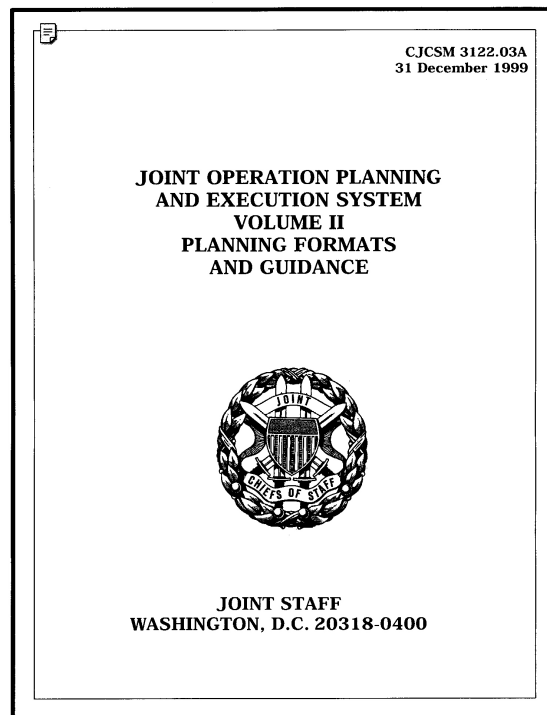 CJCSM 3122.03A
31 December 1999
JOINT OPERATION PLANNING
AND EXECUTION SYSTEM
VOLUME II
PLANNING FORMATS
AND GUIDANCE
JOINT
CHIEFS OF STAFF
JOINT STAFF
WASHINGTON, D.C. 20318-0400